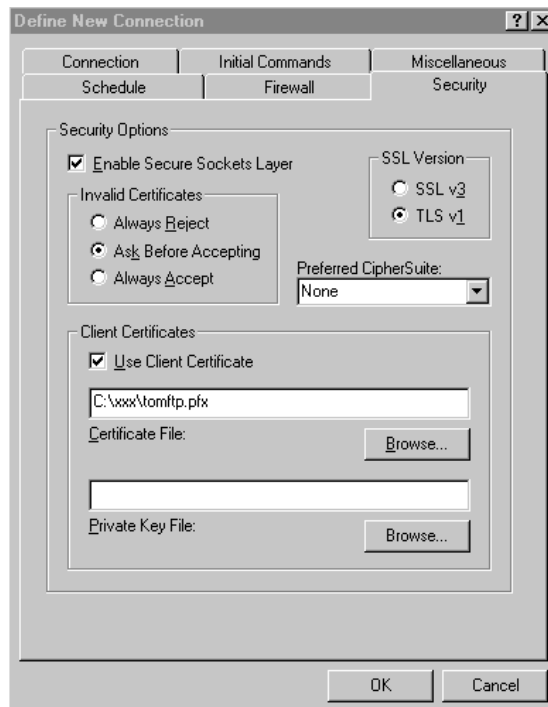 Define New Connection
Connection Initial Commands Miscellaneous
Schedule Firewall Security
Security Options
Enable Secure Sockets Layer
SSL Version
SSL v3
TLS v1
Invalid Certificates
Always Reject
Ask Before Accepting
Always Accept
Preferred CipherSuite:
None
Client Certificates
Use Client Certificate
C:\xxx\tomftp.pfx
Certificate File:
Browse...
Private Key File:
Browse...
OK Cancel